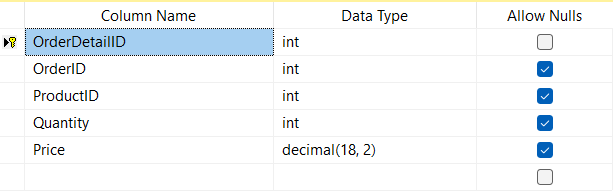 Column Name Data Type Allow Nulls
OrderDetailID int
OrderID int
ProductID int
Quantity int
Price decimal(18, 2)